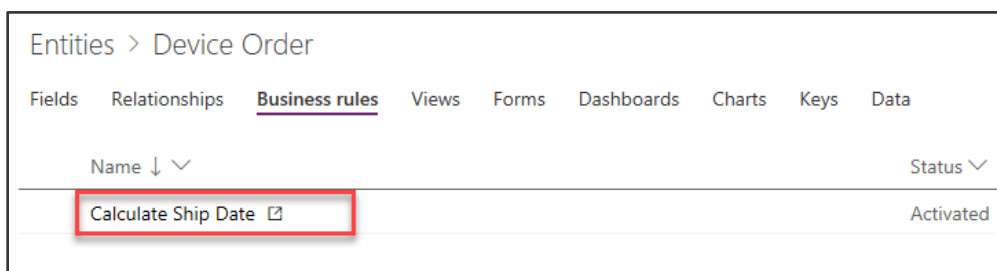 Entities > Device Order
Fields Relationships Business rules Views Forms Dashboards Charts Keys Data
Name ↓ Status
Calculate Ship Date Activated